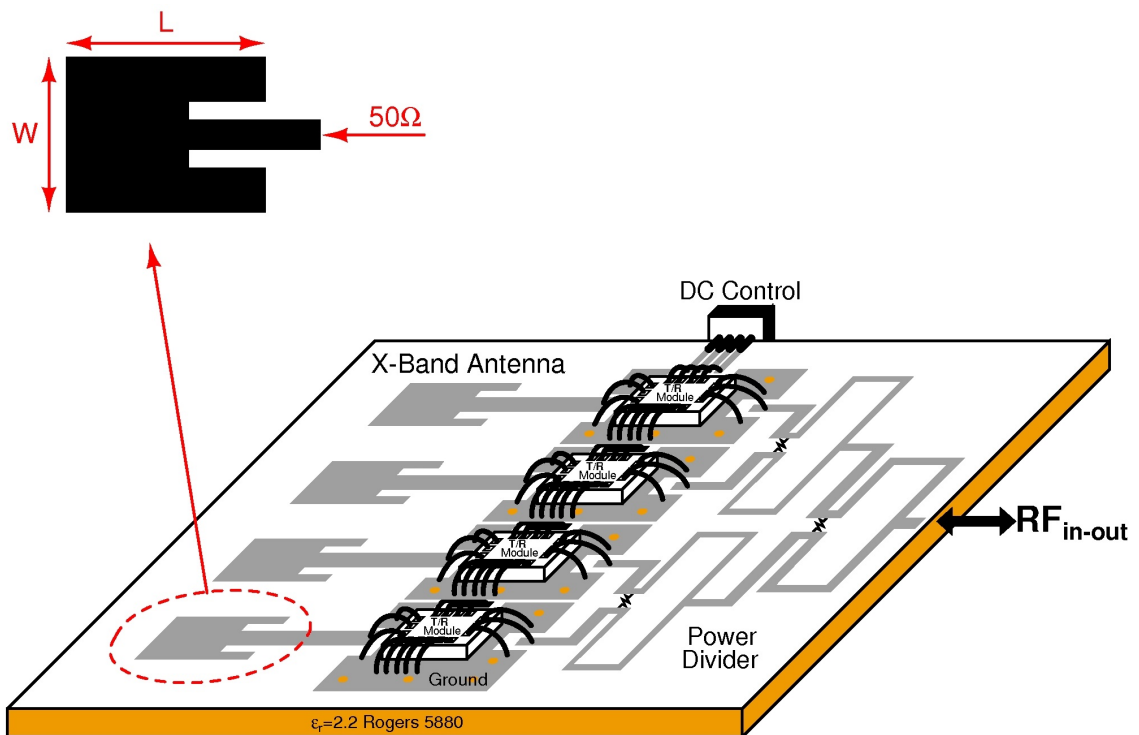 L
W
50Ω
DC Control
X-Band Antenna
T/R
Module
T/R
Module
T/R
Module
T/R
Module
RFin-out
Power
Divider
Ground
εr=2.2 Rogers 5880